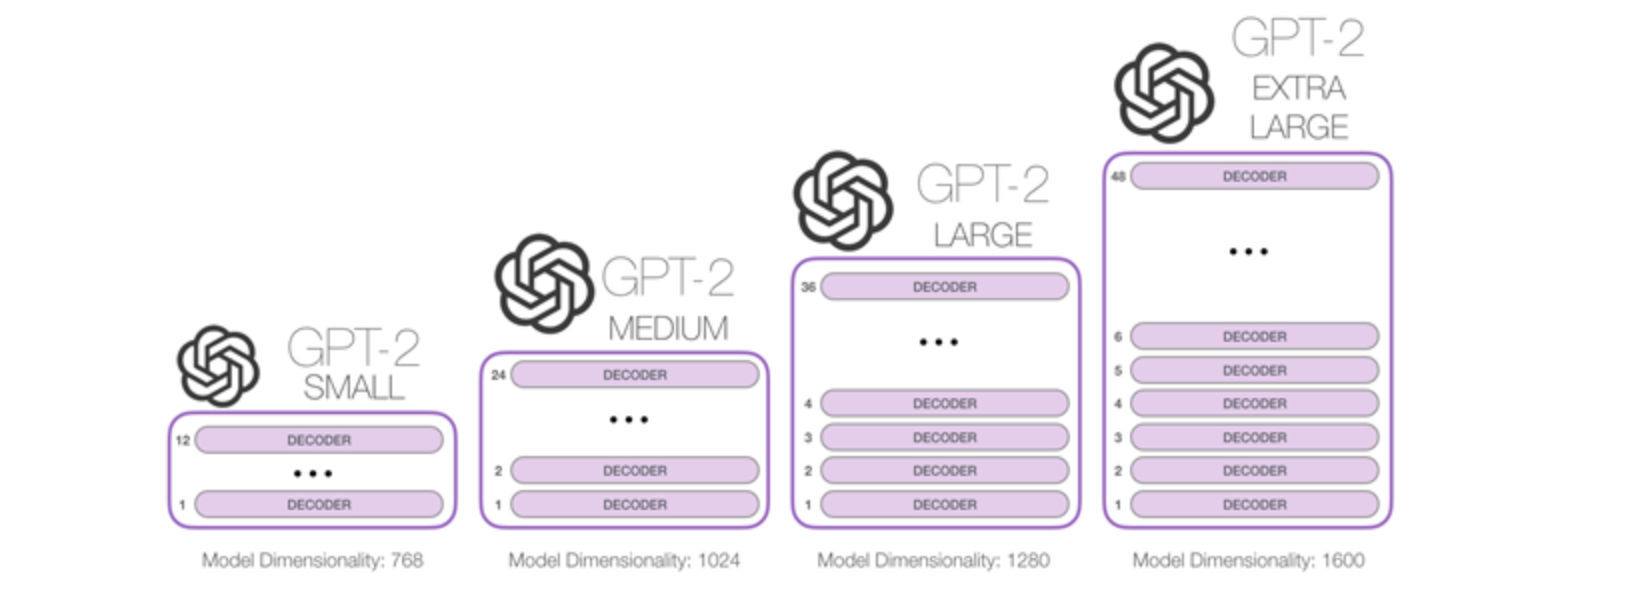 GPT-2
SMALL
12 DECODER
...
1 DECODER
Model Dimensionality: 768
GPT-2
MEDIUM
24 DECODER
...
2 DECODER
1 DECODER
Model Dimensionality: 1024
GPT-2
LARGE
36 DECODER
...
4 DECODER
3 DECODER
2 DECODER
1 DECODER
Model Dimensionality: 1280
GPT-2
EXTRA
LARGE
48 DECODER
...
6 DECODER
5 DECODER
4 DECODER
3 DECODER
2 DECODER
1 DECODER
Model Dimensionality: 1600